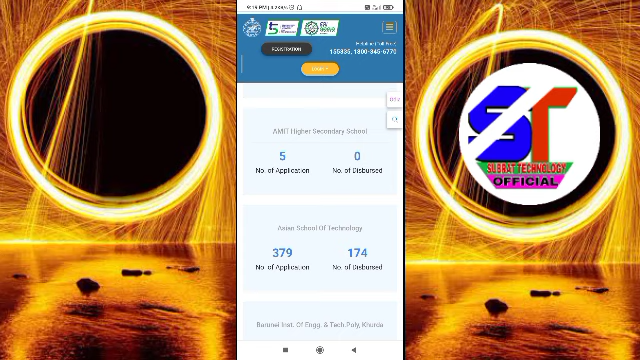 REGISTRATION
Helpline (Toll Free)
155335, 1800-345-6770
LOGIN
AMIT Higher Secondary School
5 0
No. of Application No. of Disbursed
Asian School Of Technology
379 174
No. of Application No. of Disbursed
Barunei Inst. Of Engg. & Tech.Poly, Khurda
ST
SUBRAT TECHNOLOGY
OFFICIAL